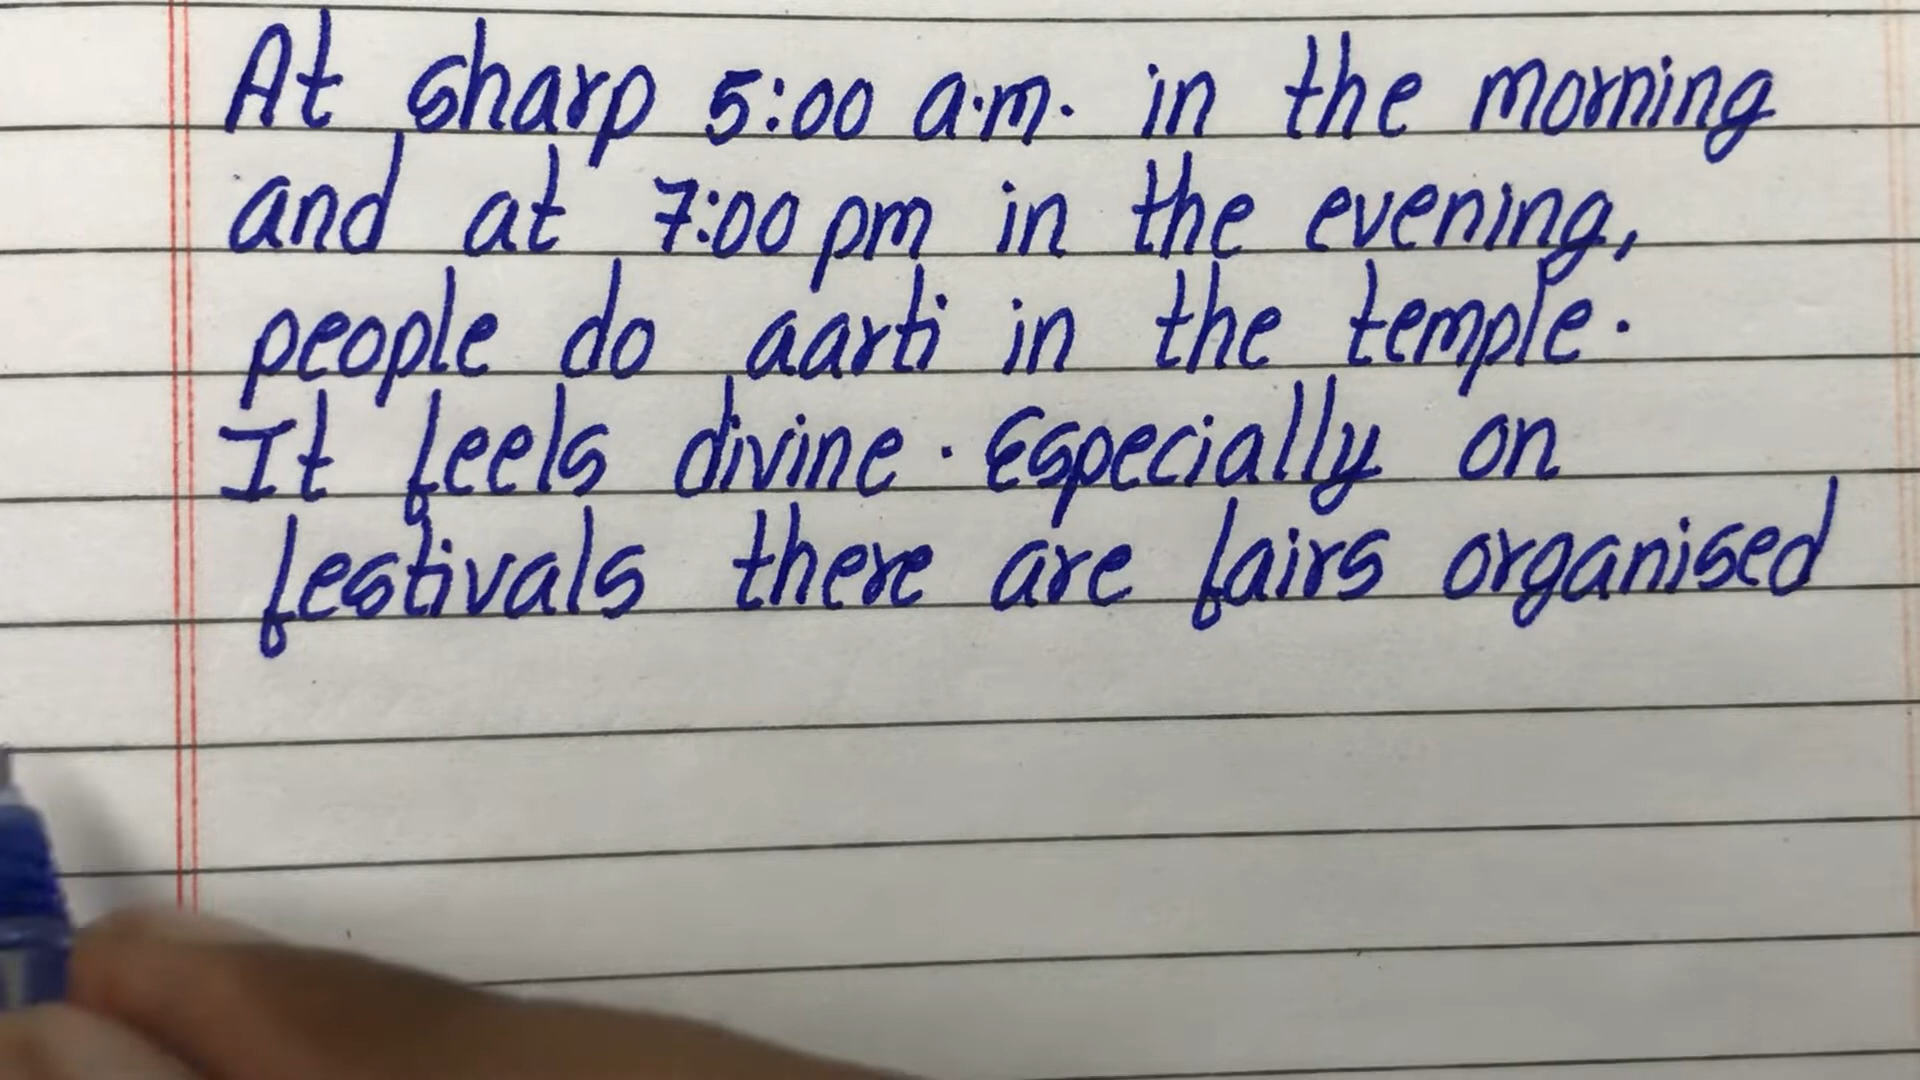 At sharp 5:00 a.m. in the morning
and at 7:00 pm in the evening,
people do aarti in the temple.
It feels divine. Especially on
festivals there are fairs organised